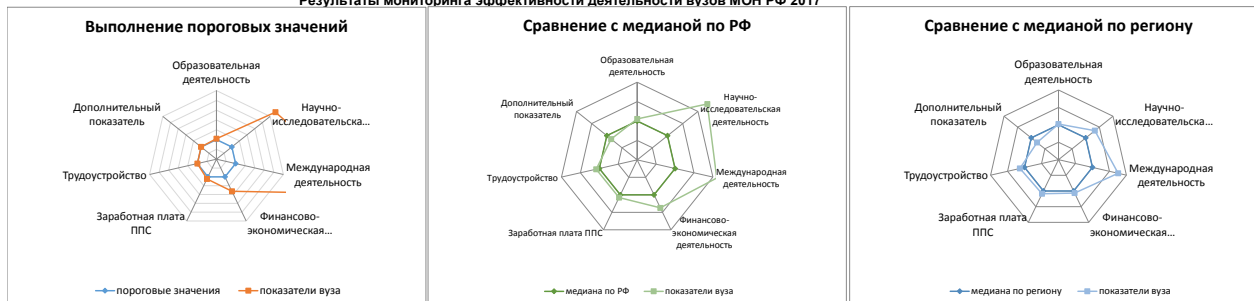 Результаты мониторинга эффективности деятельности вузов МОН РФ 2017
Выполнение пороговых значений
Образовательная
деятельность
Научно-
исследовательска...
Международная
деятельность
Финансово-
экономическая...
Заработная плата
ППС
Трудоустройство
Дополнительный
показатель
пороговые значения
показатели вуза
Сравнение с медианой по РФ
Образовательная
деятельность
Научно-
исследовательская
деятельность
Международная
деятельность
Финансово-
экономическая
деятельность
Заработная плата ППС
Трудоустройство
Дополнительный
показатель
медиана по РФ
показатели вуза
Сравнение с медианой по региону
Образовательная
деятельность
Научно-
исследовательска...
Международная
деятельность
Финансово-
экономическая...
Заработная плата
ППС
Трудоустройство
Дополнительный
показатель
медиана по региону
показатели вуза